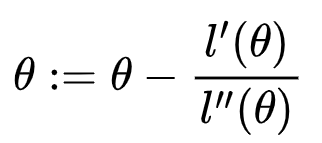 θ := θ − l′(θ) / l″(θ)